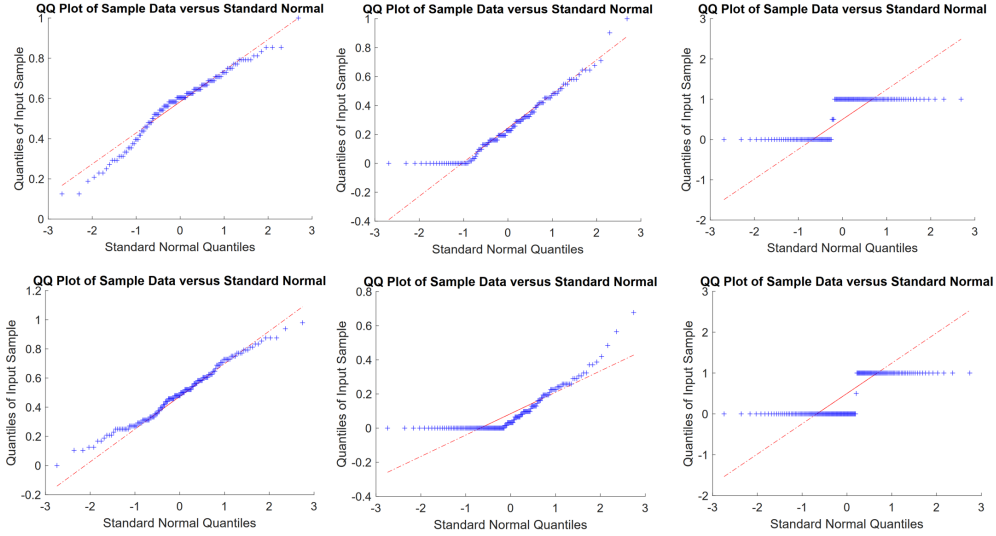 QQ Plot of Sample Data versus Standard Normal
Quantiles of Input Sample
1
0.8
0.6
0.4
0.2
0
-3 -2 -1 0 1 2 3
Standard Normal Quantiles
QQ Plot of Sample Data versus Standard Normal
Quantiles of Input Sample
1
0.8
0.6
0.4
0.2
0
-0.2
-0.4
-3 -2 -1 0 1 2 3
Standard Normal Quantiles
QQ Plot of Sample Data versus Standard Normal
Quantiles of Input Sample
3
2
1
0
-1
-2
-3 -2 -1 0 1 2 3
Standard Normal Quantiles
QQ Plot of Sample Data versus Standard Normal
Quantiles of Input Sample
1.2
1
0.8
0.6
0.4
0.2
0
-0.2
-3 -2 -1 0 1 2 3
Standard Normal Quantiles
QQ Plot of Sample Data versus Standard Normal
Quantiles of Input Sample
0.8
0.6
0.4
0.2
0
-0.2
-0.4
-3 -2 -1 0 1 2 3
Standard Normal Quantiles
QQ Plot of Sample Data versus Standard Normal
Quantiles of Input Sample
3
2
1
0
-1
-2
-3 -2 -1 0 1 2 3
Standard Normal Quantiles